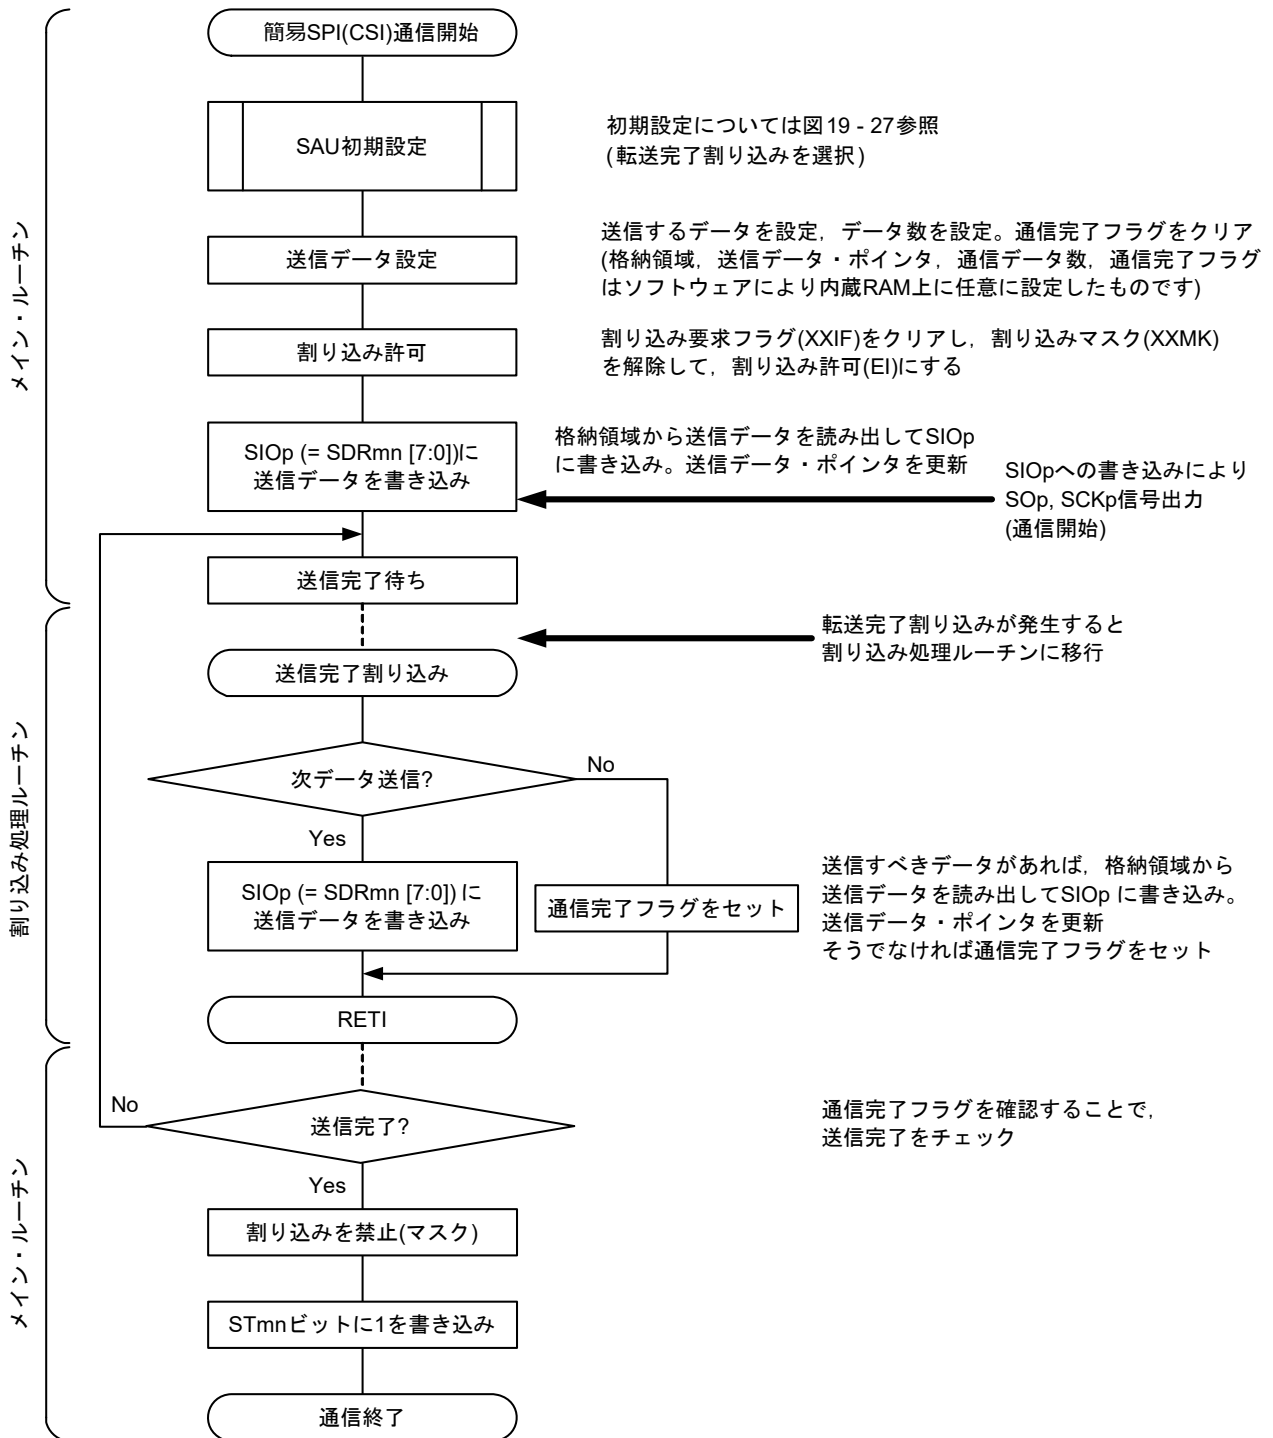 簡易SPI(CSI)通信開始
SAU初期設定
初期設定については図19 - 27参照
(転送完了割り込みを選択)
メイン・ルーチン
送信データ設定
送信するデータを設定，データ数を設定。通信完了フラグをクリア
(格納領域，送信データ・ポインタ，通信データ数，通信完了フラグ
はソフトウェアにより内蔵RAM上に任意に設定したものです)
割り込み許可
割り込み要求フラグ(XXIF)をクリアし，割り込みマスク(XXMK)
を解除して，割り込み許可(EI)にする
SIOp (= SDRmn [7:0])に
送信データを書き込み
格納領域から送信データを読み出してSIOp
に書き込み。送信データ・ポインタを更新
SIOpへの書き込みにより
SOp, SCKp信号出力
(通信開始)
送信完了待ち
転送完了割り込みが発生すると
割り込み処理ルーチンに移行
送信完了割り込み
割り込み処理ルーチン
次データ送信?
No
Yes
SIOp (= SDRmn [7:0]) に
送信データを書き込み
通信完了フラグをセット
送信すべきデータがあれば，格納領域から
送信データを読み出してSIOp に書き込み。
送信データ・ポインタを更新
そうでなければ通信完了フラグをセット
RETI
No
送信完了?
通信完了フラグを確認することで，
送信完了をチェック
Yes
メイン・ルーチン
割り込みを禁止(マスク)
STmnビットに1を書き込み
通信終了